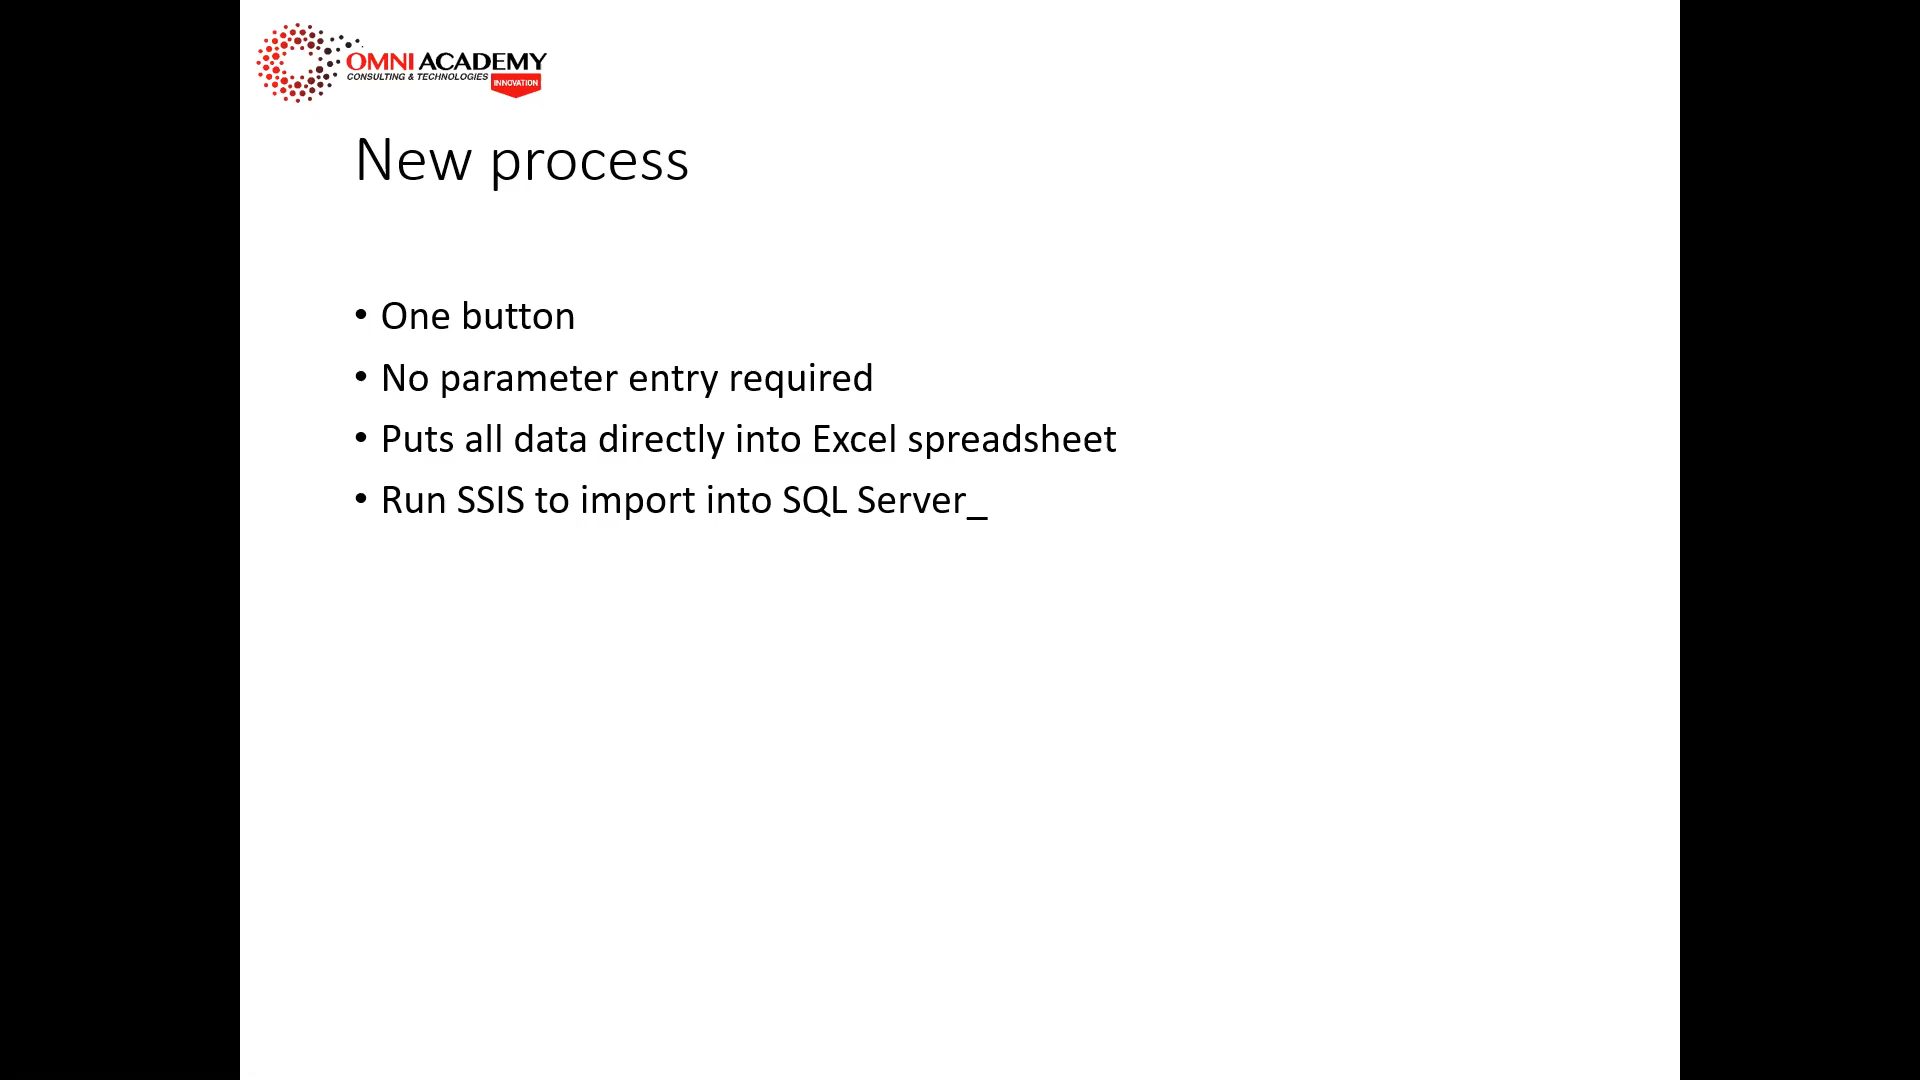 OMNI ACADEMY
CONSULTING & TECHNOLOGIES
INNOVATION
New process
• One button
• No parameter entry required
• Puts all data directly into Excel spreadsheet
• Run SSIS to import into SQL Server_